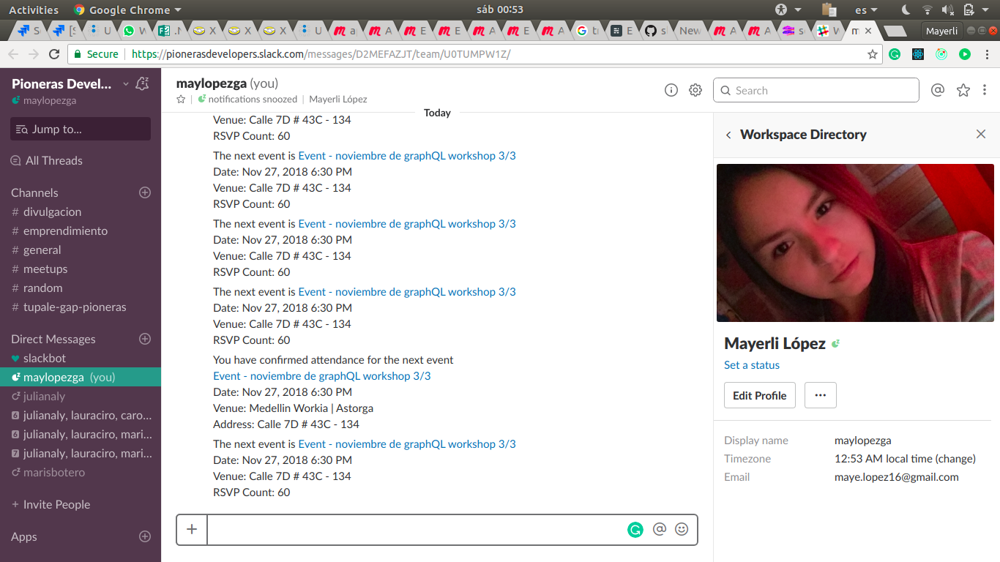 Activities
Google Chrome
sáb 00:53
es
Mayerli
Secure
https://pionerasdevelopers.slack.com/messages/D2MEFAZJT/team/U0TUMPW1Z/
Pioneras Devel...
maylopezga
Jump to...
All Threads
Channels
# divulgacion
# emprendimiento
# general
# meetups
# random
# tupale-gap-pioneras
Direct Messages
slackbot
maylopezga (you)
julianaly
6 julianaly, lauraciro, caro...
6 julianaly, lauraciro, mari...
7 julianaly, lauraciro, mari...
marisbotero
+ Invite People
Apps
maylopezga (you)
notifications snoozed | Mayerli López
Search
Today
Venue: Calle 7D # 43C - 134
RSVP Count: 60
The next event is Event - noviembre de graphQL workshop 3/3
Date: Nov 27, 2018 6:30 PM
Venue: Calle 7D # 43C - 134
RSVP Count: 60
The next event is Event - noviembre de graphQL workshop 3/3
Date: Nov 27, 2018 6:30 PM
Venue: Calle 7D # 43C - 134
RSVP Count: 60
The next event is Event - noviembre de graphQL workshop 3/3
Date: Nov 27, 2018 6:30 PM
Venue: Calle 7D # 43C - 134
RSVP Count: 60
You have confirmed attendance for the next event
Event - noviembre de graphQL workshop 3/3
Date: Nov 27, 2018 6:30 PM
Venue: Medellin Workia | Astorga
Address: Calle 7D # 43C - 134
The next event is Event - noviembre de graphQL workshop 3/3
Date: Nov 27, 2018 6:30 PM
Venue: Calle 7D # 43C - 134
RSVP Count: 60
Workspace Directory
Mayerli López
Set a status
Edit Profile
Display name maylopezga
Timezone 12:53 AM local time (change)
Email maye.lopez16@gmail.com